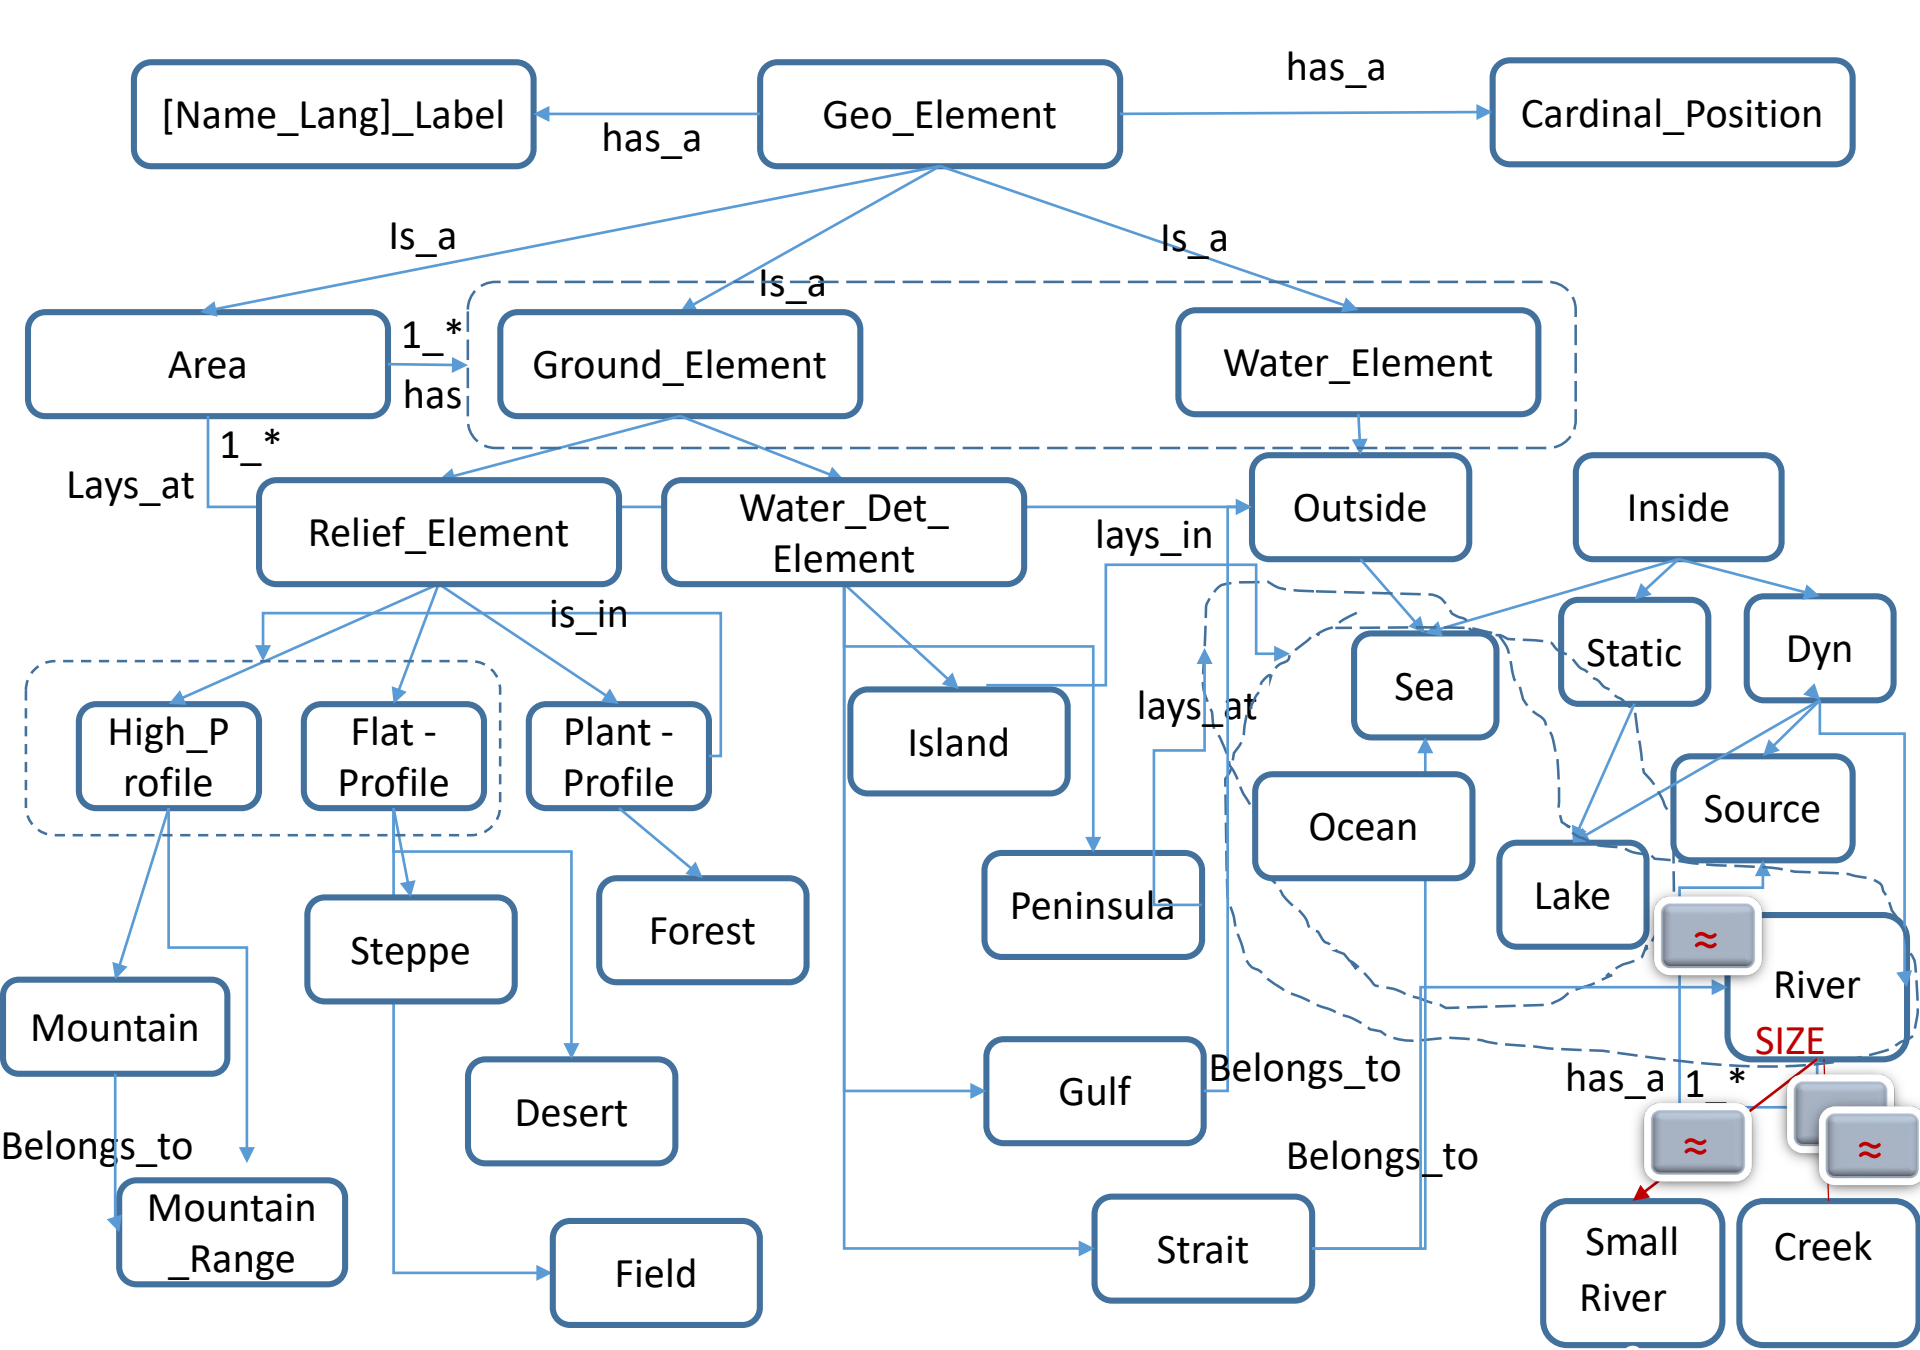 has_a
[Name_Lang]_Label
Geo_Element
Cardinal_Position
has_a
Is_a
Is_a
Is_a
1_*
Area
Ground_Element
Water_Element
has
1_*
Lays_at
Relief_Element
Water_Det_
Element
Outside
Inside
lays_in
is_in
Static
Dyn
Sea
lays_at
High_P
rofile
Flat -
Profile
Plant -
Profile
Island
Source
Ocean
Lake
Peninsula
Forest
Steppe
≈
River
SIZE
Mountain
Desert
Gulf
Belongs_to
has_a
1_*
≈
≈
Belongs_to
Belongs_to
Mountain
_Range
Field
Strait
Small
River
Creek